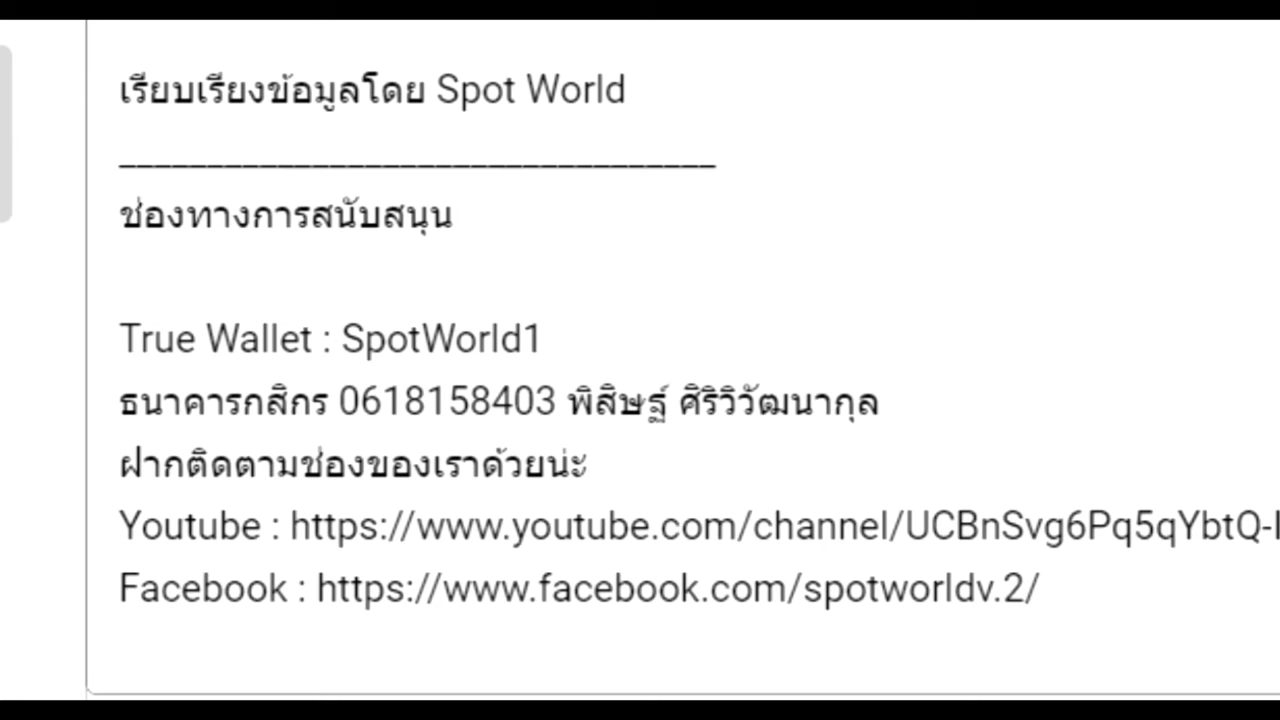 เรียบเรียงข้อมูลโดย Spot World
__________________________________
ช่องทางการสนับสนุน
True Wallet : SpotWorld1
ธนาคารกสิกร 0618158403 พิสิษฐ์ ศิริวิวัฒนากุล
ฝากติดตามช่องของเราด้วยน่ะ
Youtube : https://www.youtube.com/channel/UCBnSvg6Pq5qYbtQ-
Facebook : https://www.facebook.com/spotworldv.2/